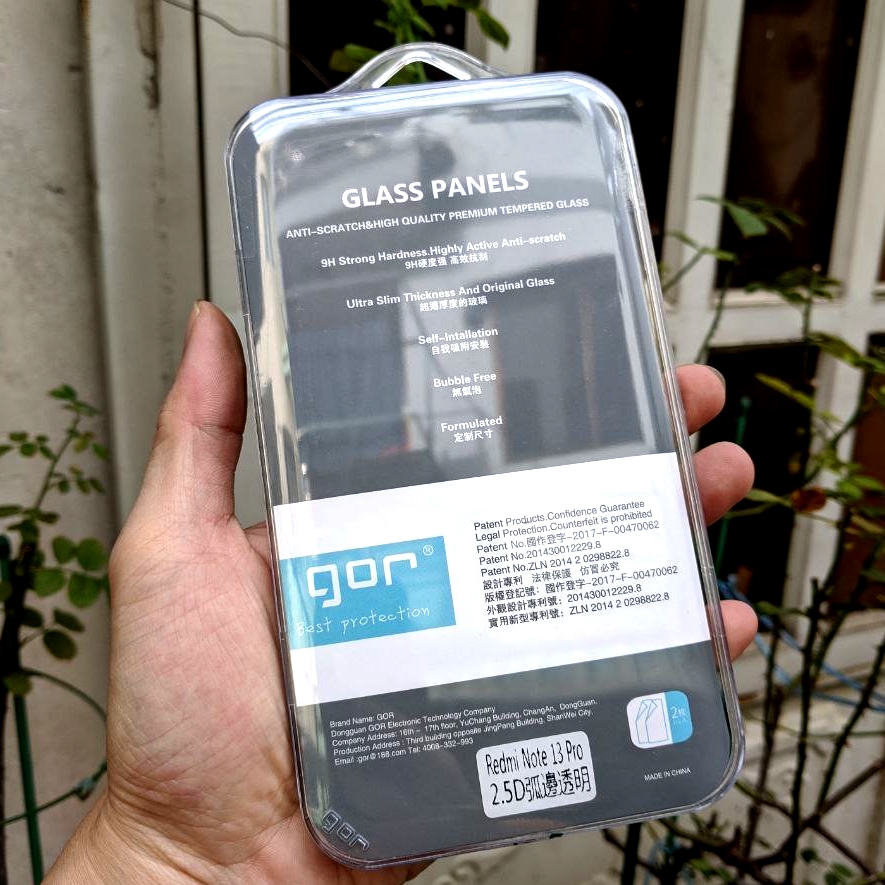 GLASS PANELS
ANTI-SCRATCH&HIGH QUALITY PREMIUM TEMPERED GLASS
9H Strong Hardness.Highly Active Anti-scratch
9H硬度强 高效抗刮
Ultra Slim Thickness And Original Glass
超薄厚度的玻璃
Self-Intallation
自我吸附安裝
Bubble Free
無氣泡
Formulated
定制尺寸
gor®
Best protection
Patent Products.Confidence Guarantee
Legal Protection.Counterfeit is prohibited
Patent No.國作登字-2017-F-00470062
Patent No.201430012229.8
Patent No.ZLN 2014 2 0298822.8
設計專利 法律保護 仿冒必究
版權登記號: 國作登字-2017-F-00470062
外觀設計專利號: 201430012229.8
實用新型專利號: ZLN 2014 2 0298822.8
Brand Name: GOR
Dongguan GOR Electronic Technology Company
Company Address: 16th - 17th floor, YuChang Building, ChangAn, DongGuan.
Production Address : Third building opposite JingPeng Building, ShanWei City.
Email :gor@188.com Tel: 4008-332-993
2
Redmi Note 13 Pro
2.5D弧邊透明
MADE IN CHINA
gor